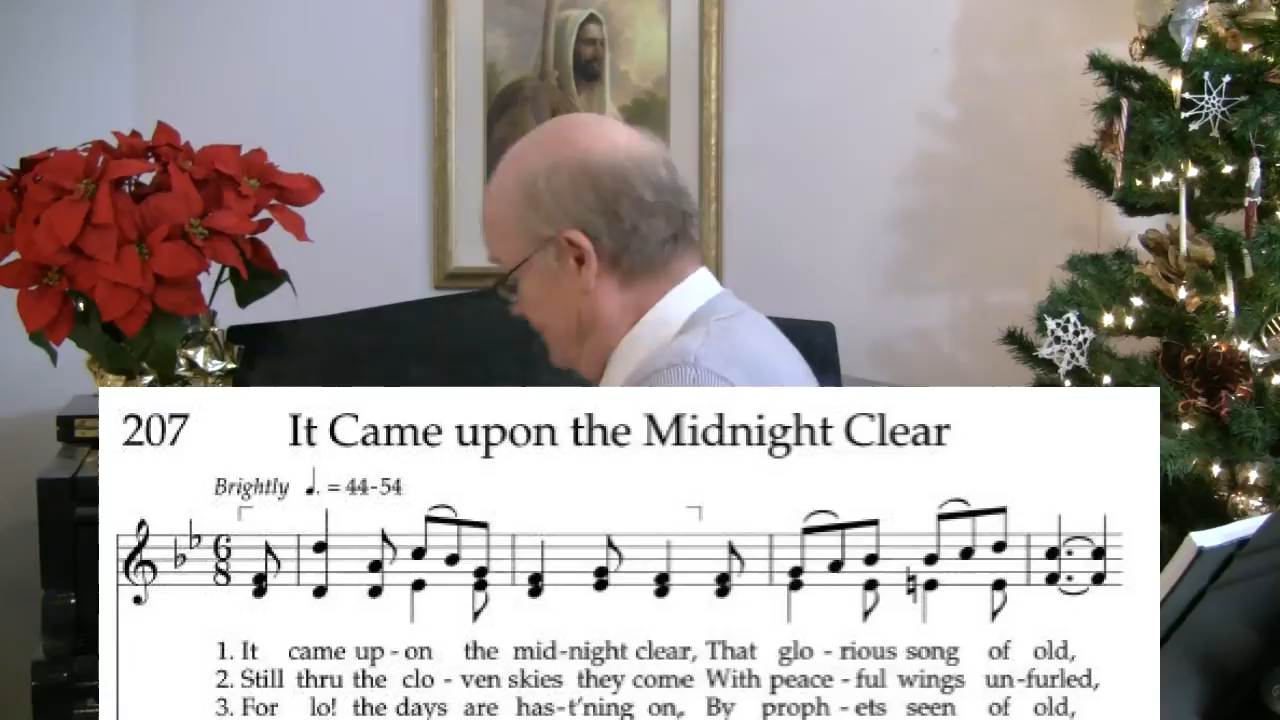 207 It Came upon the Midnight Clear
Brightly ♩. = 44-54
6
8
1. It came up - on the mid-night clear, That glo - rious song of old,
2. Still thru the clo - ven skies they come With peace - ful wings un-furled,
3. For lo! the days are has-t'ning on, By proph - ets seen of old,